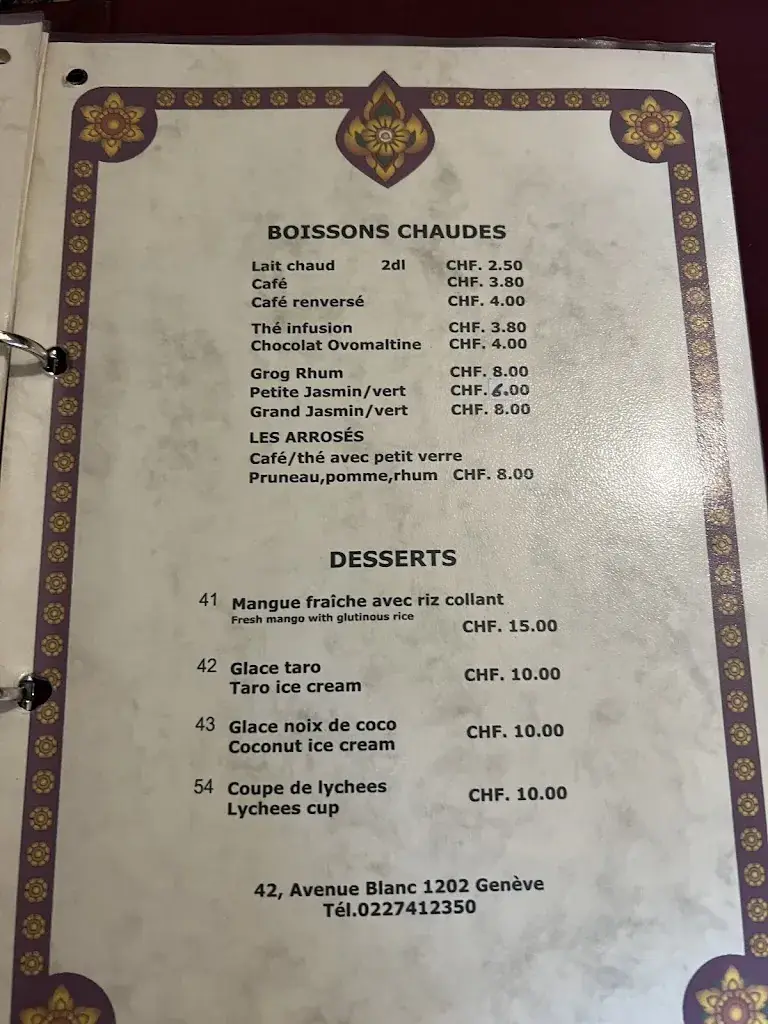 BOISSONS CHAUDES
Lait chaud 2dl CHF. 2.50
Café CHF. 3.80
Café renversé CHF. 4.00
Thé infusion CHF. 3.80
Chocolat Ovomaltine CHF. 4.00
Grog Rhum CHF. 8.00
Petite Jasmin/vert CHF. 6.00
Grand Jasmin/vert CHF. 8.00
LES ARROSÉS
Café/thé avec petit verre
Pruneau,pomme,rhum CHF. 8.00
DESSERTS
41 Mangue fraîche avec riz collant
Fresh mango with glutinous rice
CHF. 15.00
42 Glace taro
Taro ice cream CHF. 10.00
43 Glace noix de coco
Coconut ice cream CHF. 10.00
54 Coupe de lychees
Lychees cup CHF. 10.00
42, Avenue Blanc 1202 Genève
Tél.0227412350